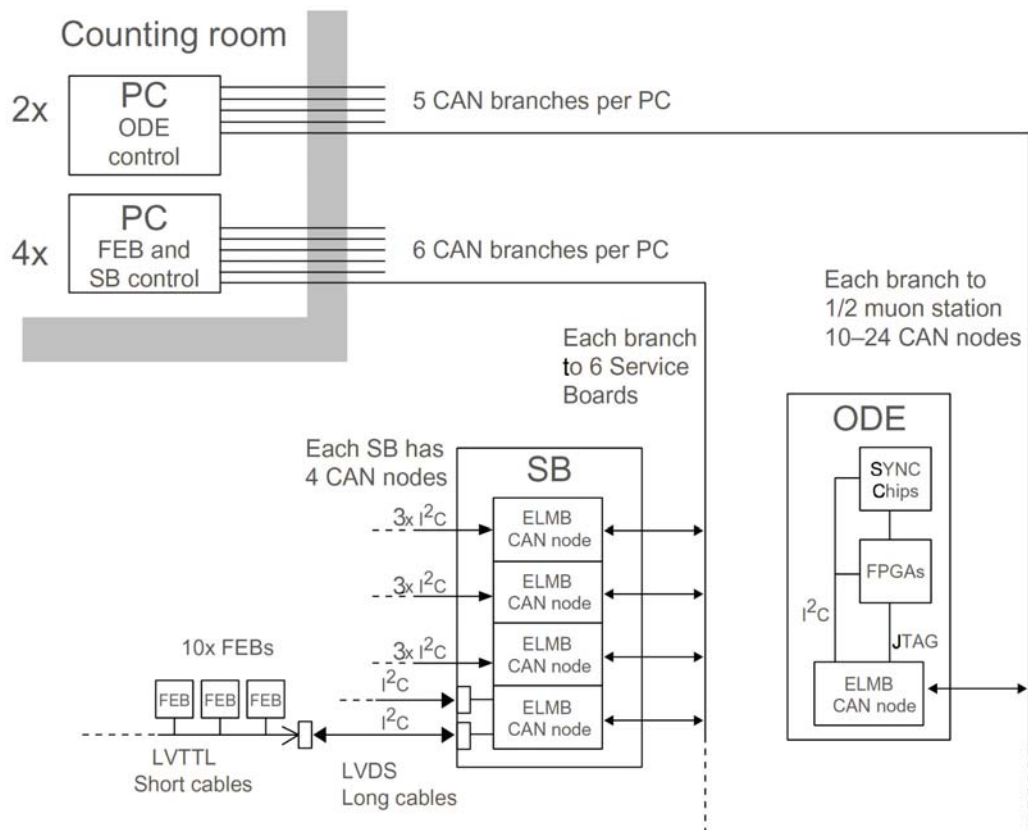 Counting room
2x
PC
ODE
control
5 CAN branches per PC
4x
PC
FEB and
SB control
6 CAN branches per PC
Each branch to
1/2 muon station
10–24 CAN nodes
Each branch
to 6 Service
Boards
Each SB has
4 CAN nodes
SB
3x I²C
ELMB
CAN node
3x I²C
ELMB
CAN node
3x I²C
ELMB
CAN node
I²C
I²C
ELMB
CAN node
10x FEBs
FEB
FEB
FEB
LVTTL
Short cables
LVDS
Long cables
ODE
SYNC
Chips
FPGAs
I²C
JTAG
ELMB
CAN node